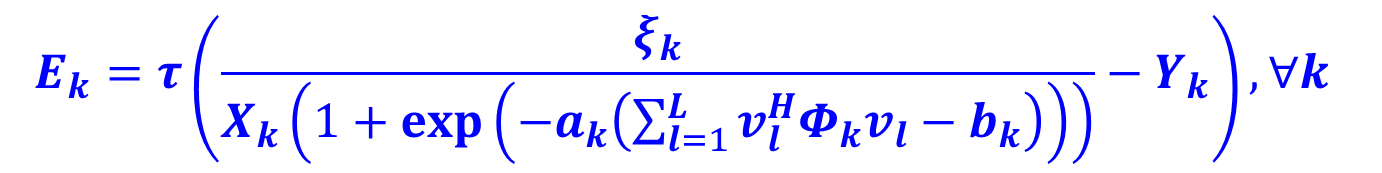 E_k = τ(ξ_k / (X_k(1 + exp(−a_k(∑_{l=1}^{L} v_l^H Φ_k v_l − b_k)))) − Y_k), ∀k